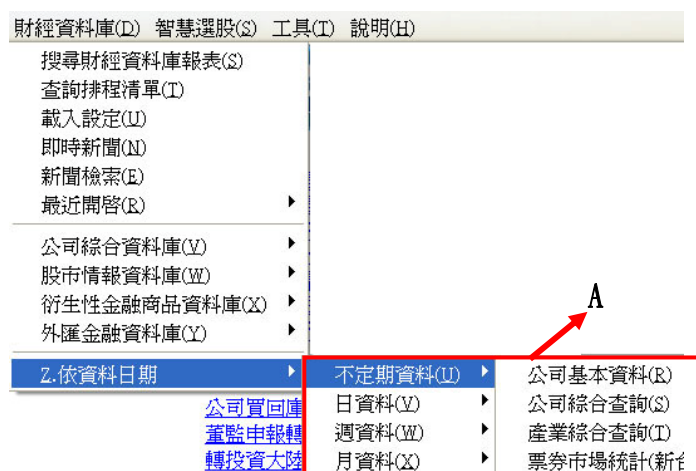 財經資料庫(D) 智慧選股(S) 工具(T) 說明(H)
搜尋財經資料庫報表(S)
查詢排程清單(T)
載入設定(U)
即時新聞(N)
新聞檢索(E)
最近開啓(R)
公司綜合資料庫(V)
股市情報資料庫(W)
衍生性金融商品資料庫(X)
外匯金融資料庫(Y)
A
Z.依資料日期 不定期資料(U) 公司基本資料(R)
公司買回庫 日資料(V) 公司綜合查詢(S)
董監申報轉 週資料(W) 產業綜合查詢(T)
轉投資大陸 月資料(X) 票券市場統計(新台